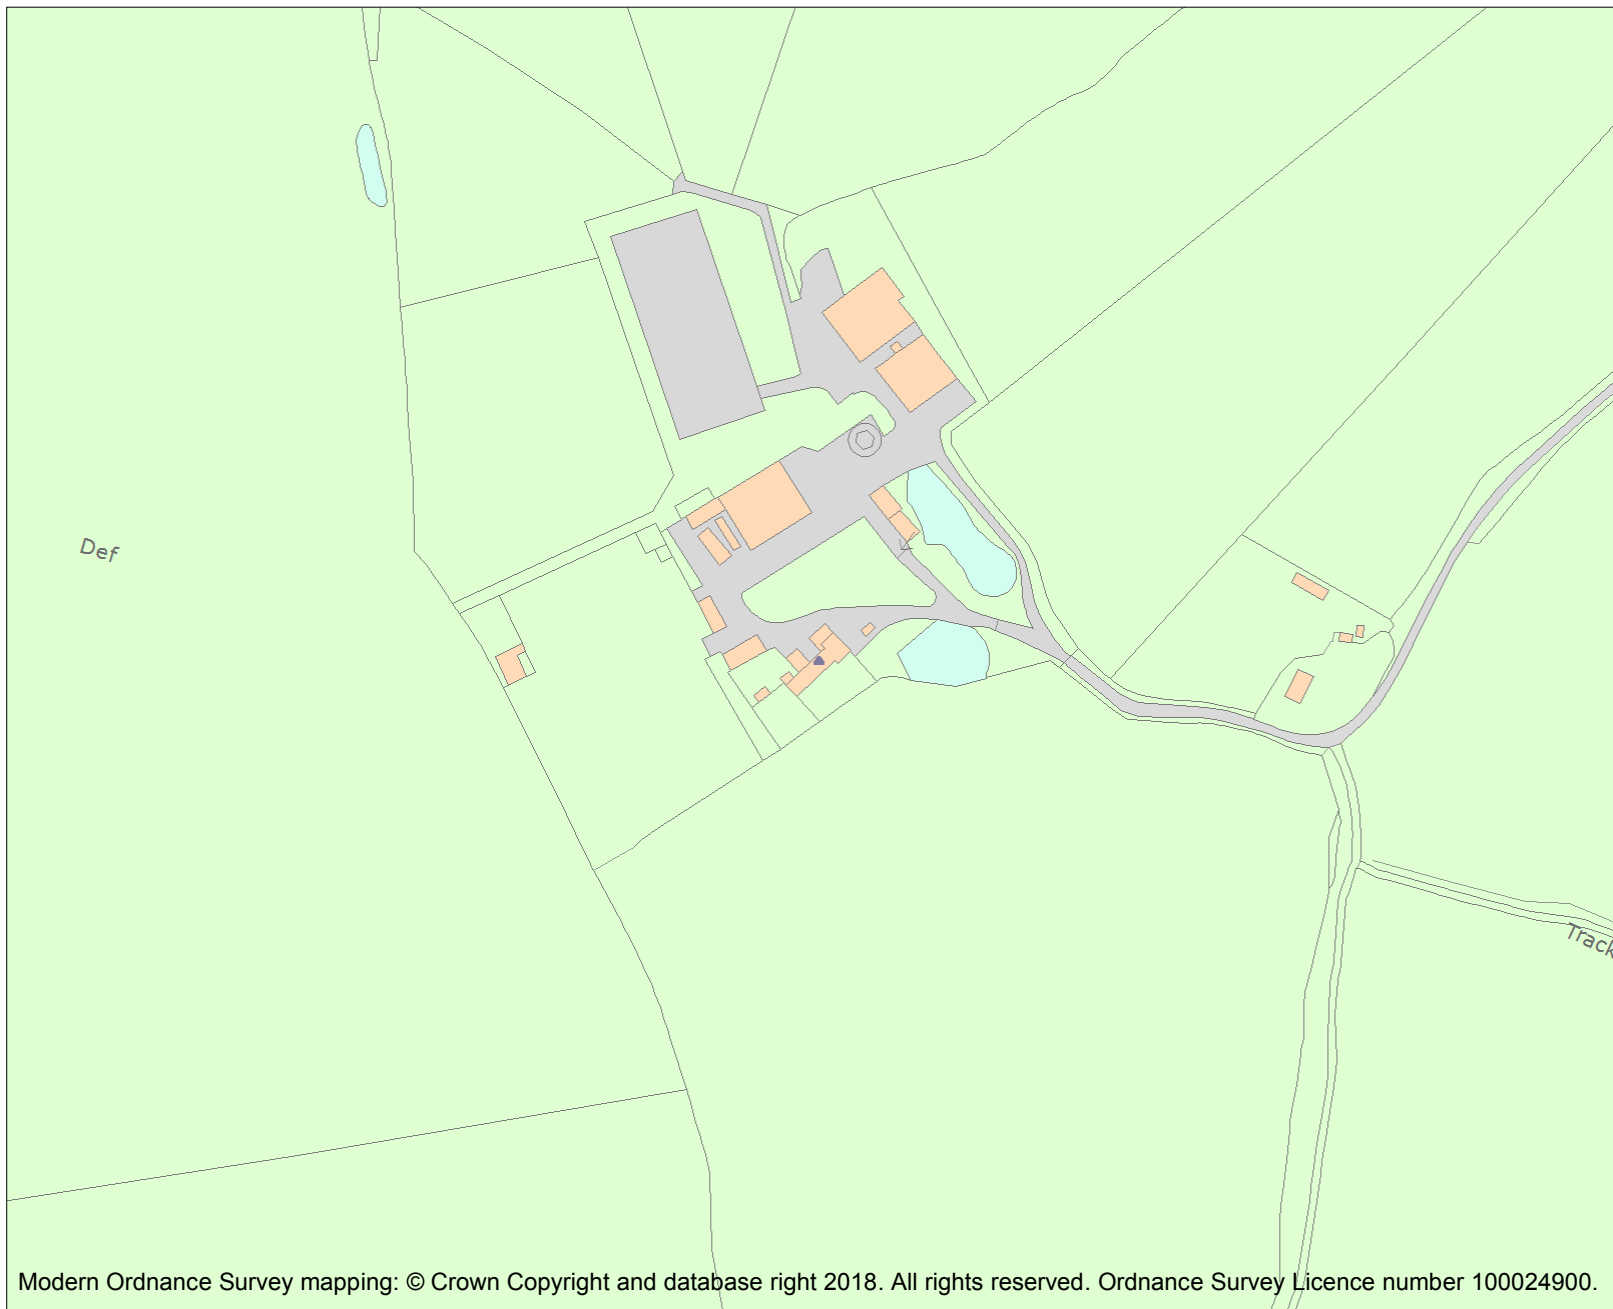 Def
Track
Modern Ordnance Survey mapping: © Crown Copyright and database right 2018. All rights reserved. Ordnance Survey Licence number 100024900.